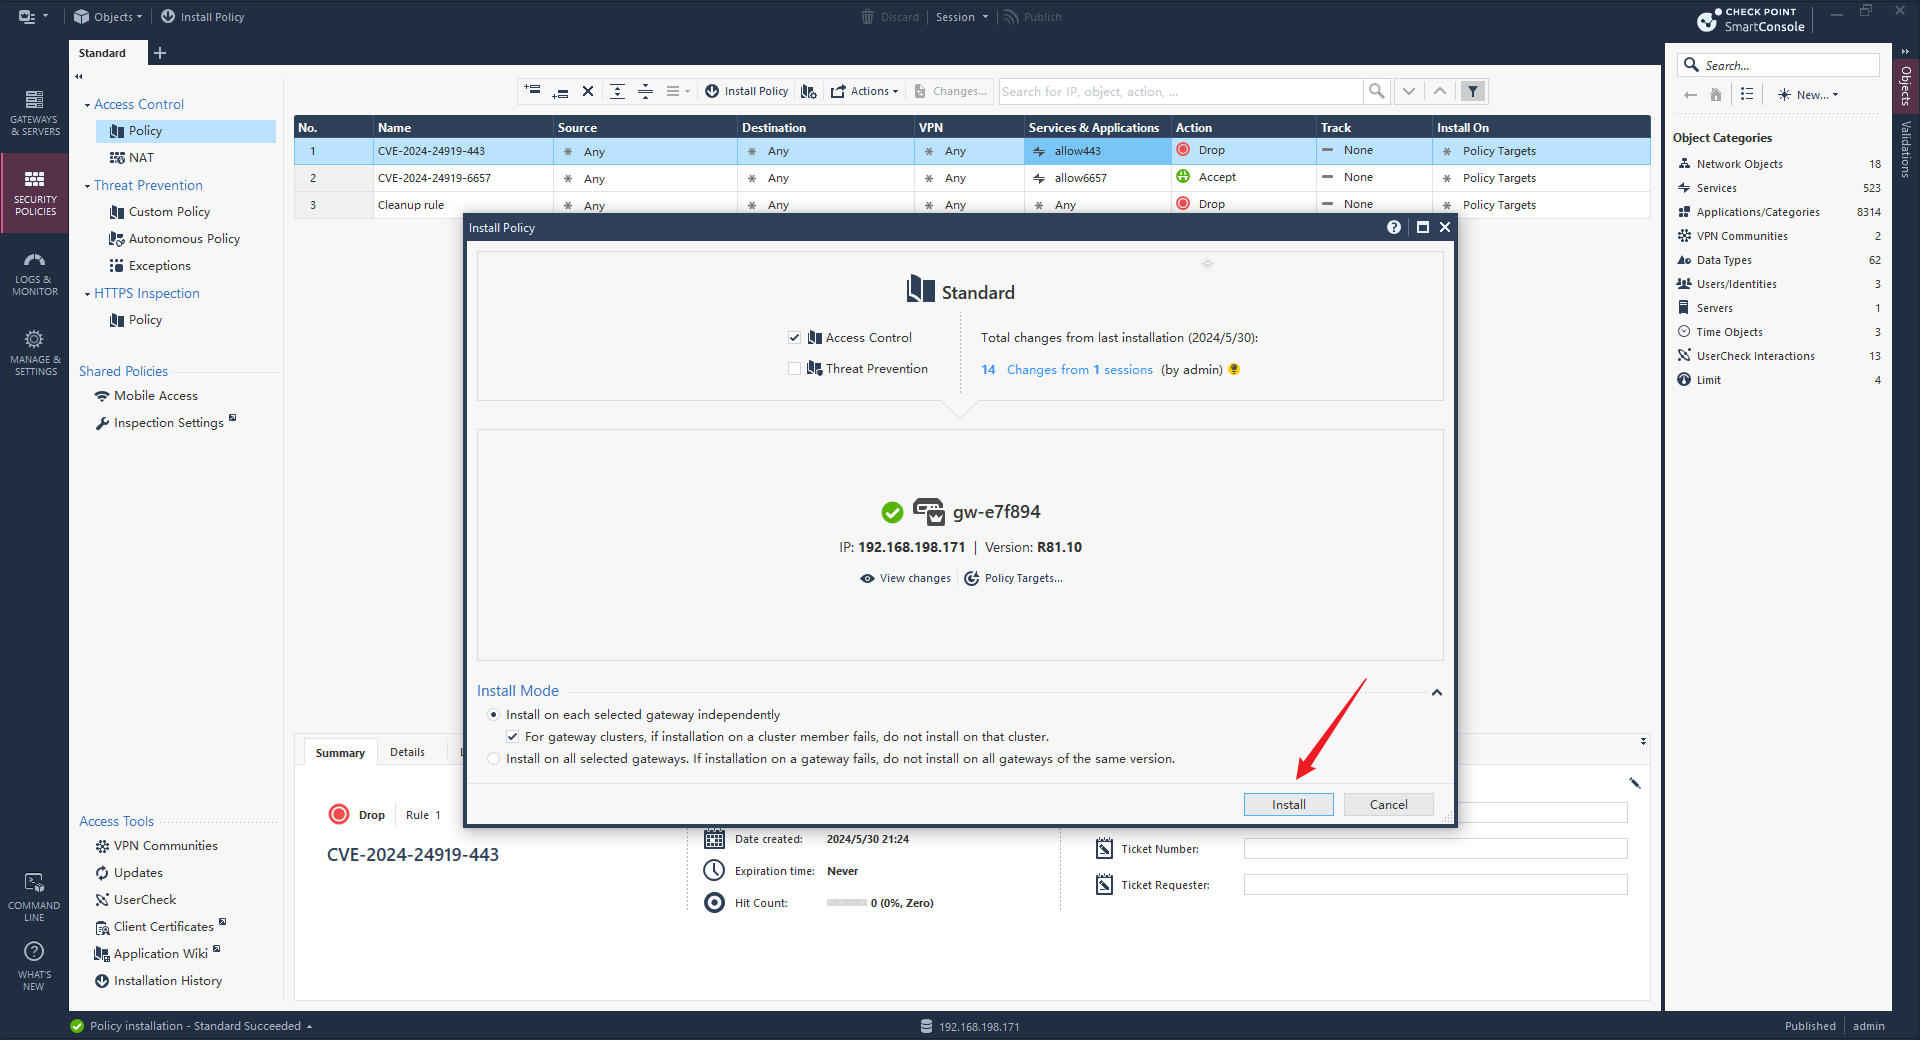 Objects
Install Policy
Discard
Session
Publish
CHECK POINT
SmartConsole
Standard
Access Control
Policy
NAT
Threat Prevention
Custom Policy
Autonomous Policy
Exceptions
HTTPS Inspection
Policy
Shared Policies
Mobile Access
Inspection Settings
Access Tools
VPN Communities
Updates
UserCheck
Client Certificates
Application Wiki
Installation History
GATEWAYS
& SERVERS
SECURITY
POLICIES
LOGS &
MONITOR
MANAGE &
SETTINGS
COMMAND
LINE
WHAT'S
NEW
Install Policy
Actions
Changes...
Search for IP, object, action, ...
No. Name Source Destination VPN Services & Applications Action Track Install On
1 CVE-2024-24919-443 Any Any Any allow443 Drop None Policy Targets
2 CVE-2024-24919-6657 Any Any Any allow6657 Accept None Policy Targets
3 Cleanup rule Any Any Any Any Drop None Policy Targets
Install Policy
Standard
Access Control
Threat Prevention
Total changes from last installation (2024/5/30):
14 Changes from 1 sessions (by admin)
gw-e7f894
IP: 192.168.198.171 | Version: R81.10
View changes
Policy Targets...
Install Mode
Install on each selected gateway independently
For gateway clusters, if installation on a cluster member fails, do not install on that cluster.
Install on all selected gateways. If installation on a gateway fails, do not install on all gateways of the same version.
Install
Cancel
Summary
Details
Drop
Rule 1
CVE-2024-24919-443
Date created: 2024/5/30 21:24
Expiration time: Never
Hit Count: 0 (0%, Zero)
Ticket Number:
Ticket Requester:
Search...
New...
Object Categories
Network Objects 18
Services 523
Applications/Categories 8314
VPN Communities 2
Data Types 62
Users/Identities 3
Servers 1
Time Objects 3
UserCheck Interactions 13
Limit 4
Objects
Validations
Policy installation - Standard Succeeded
192.168.198.171
Published
admin